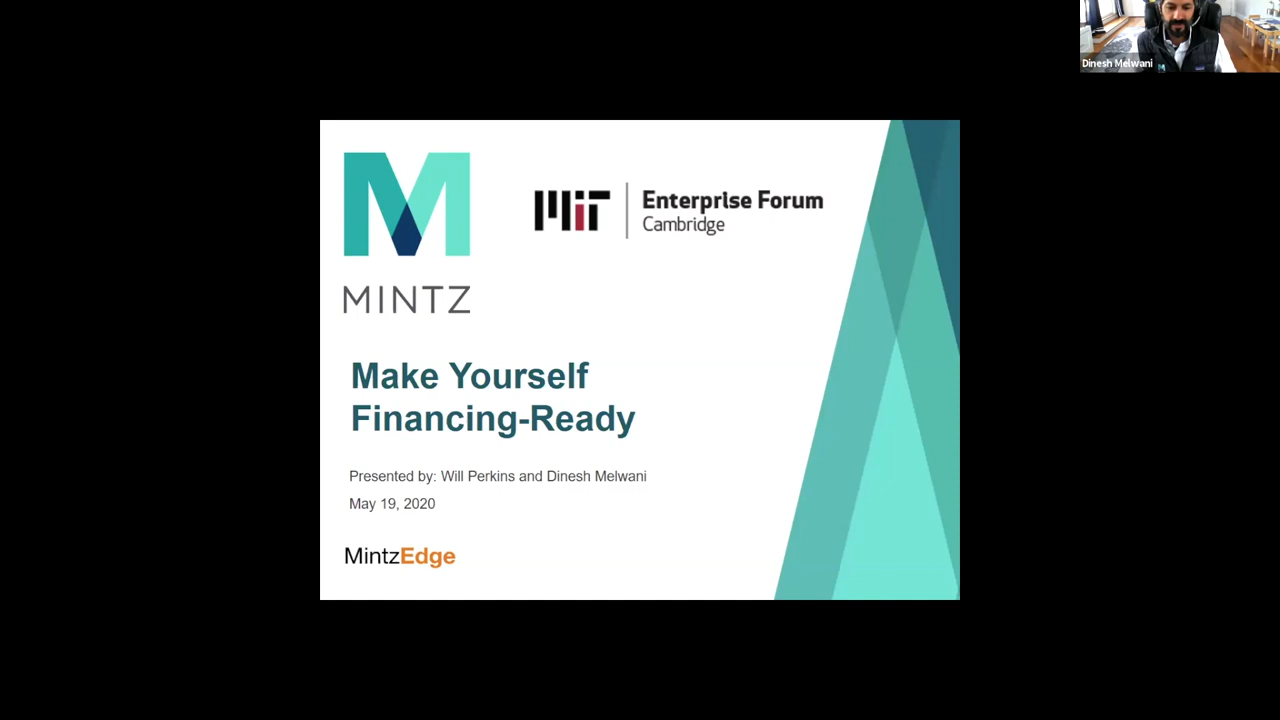 Dinesh Melwani
MIT
Enterprise Forum
Cambridge
MINTZ
Make Yourself
Financing-Ready
Presented by: Will Perkins and Dinesh Melwani
May 19, 2020
MintzEdge